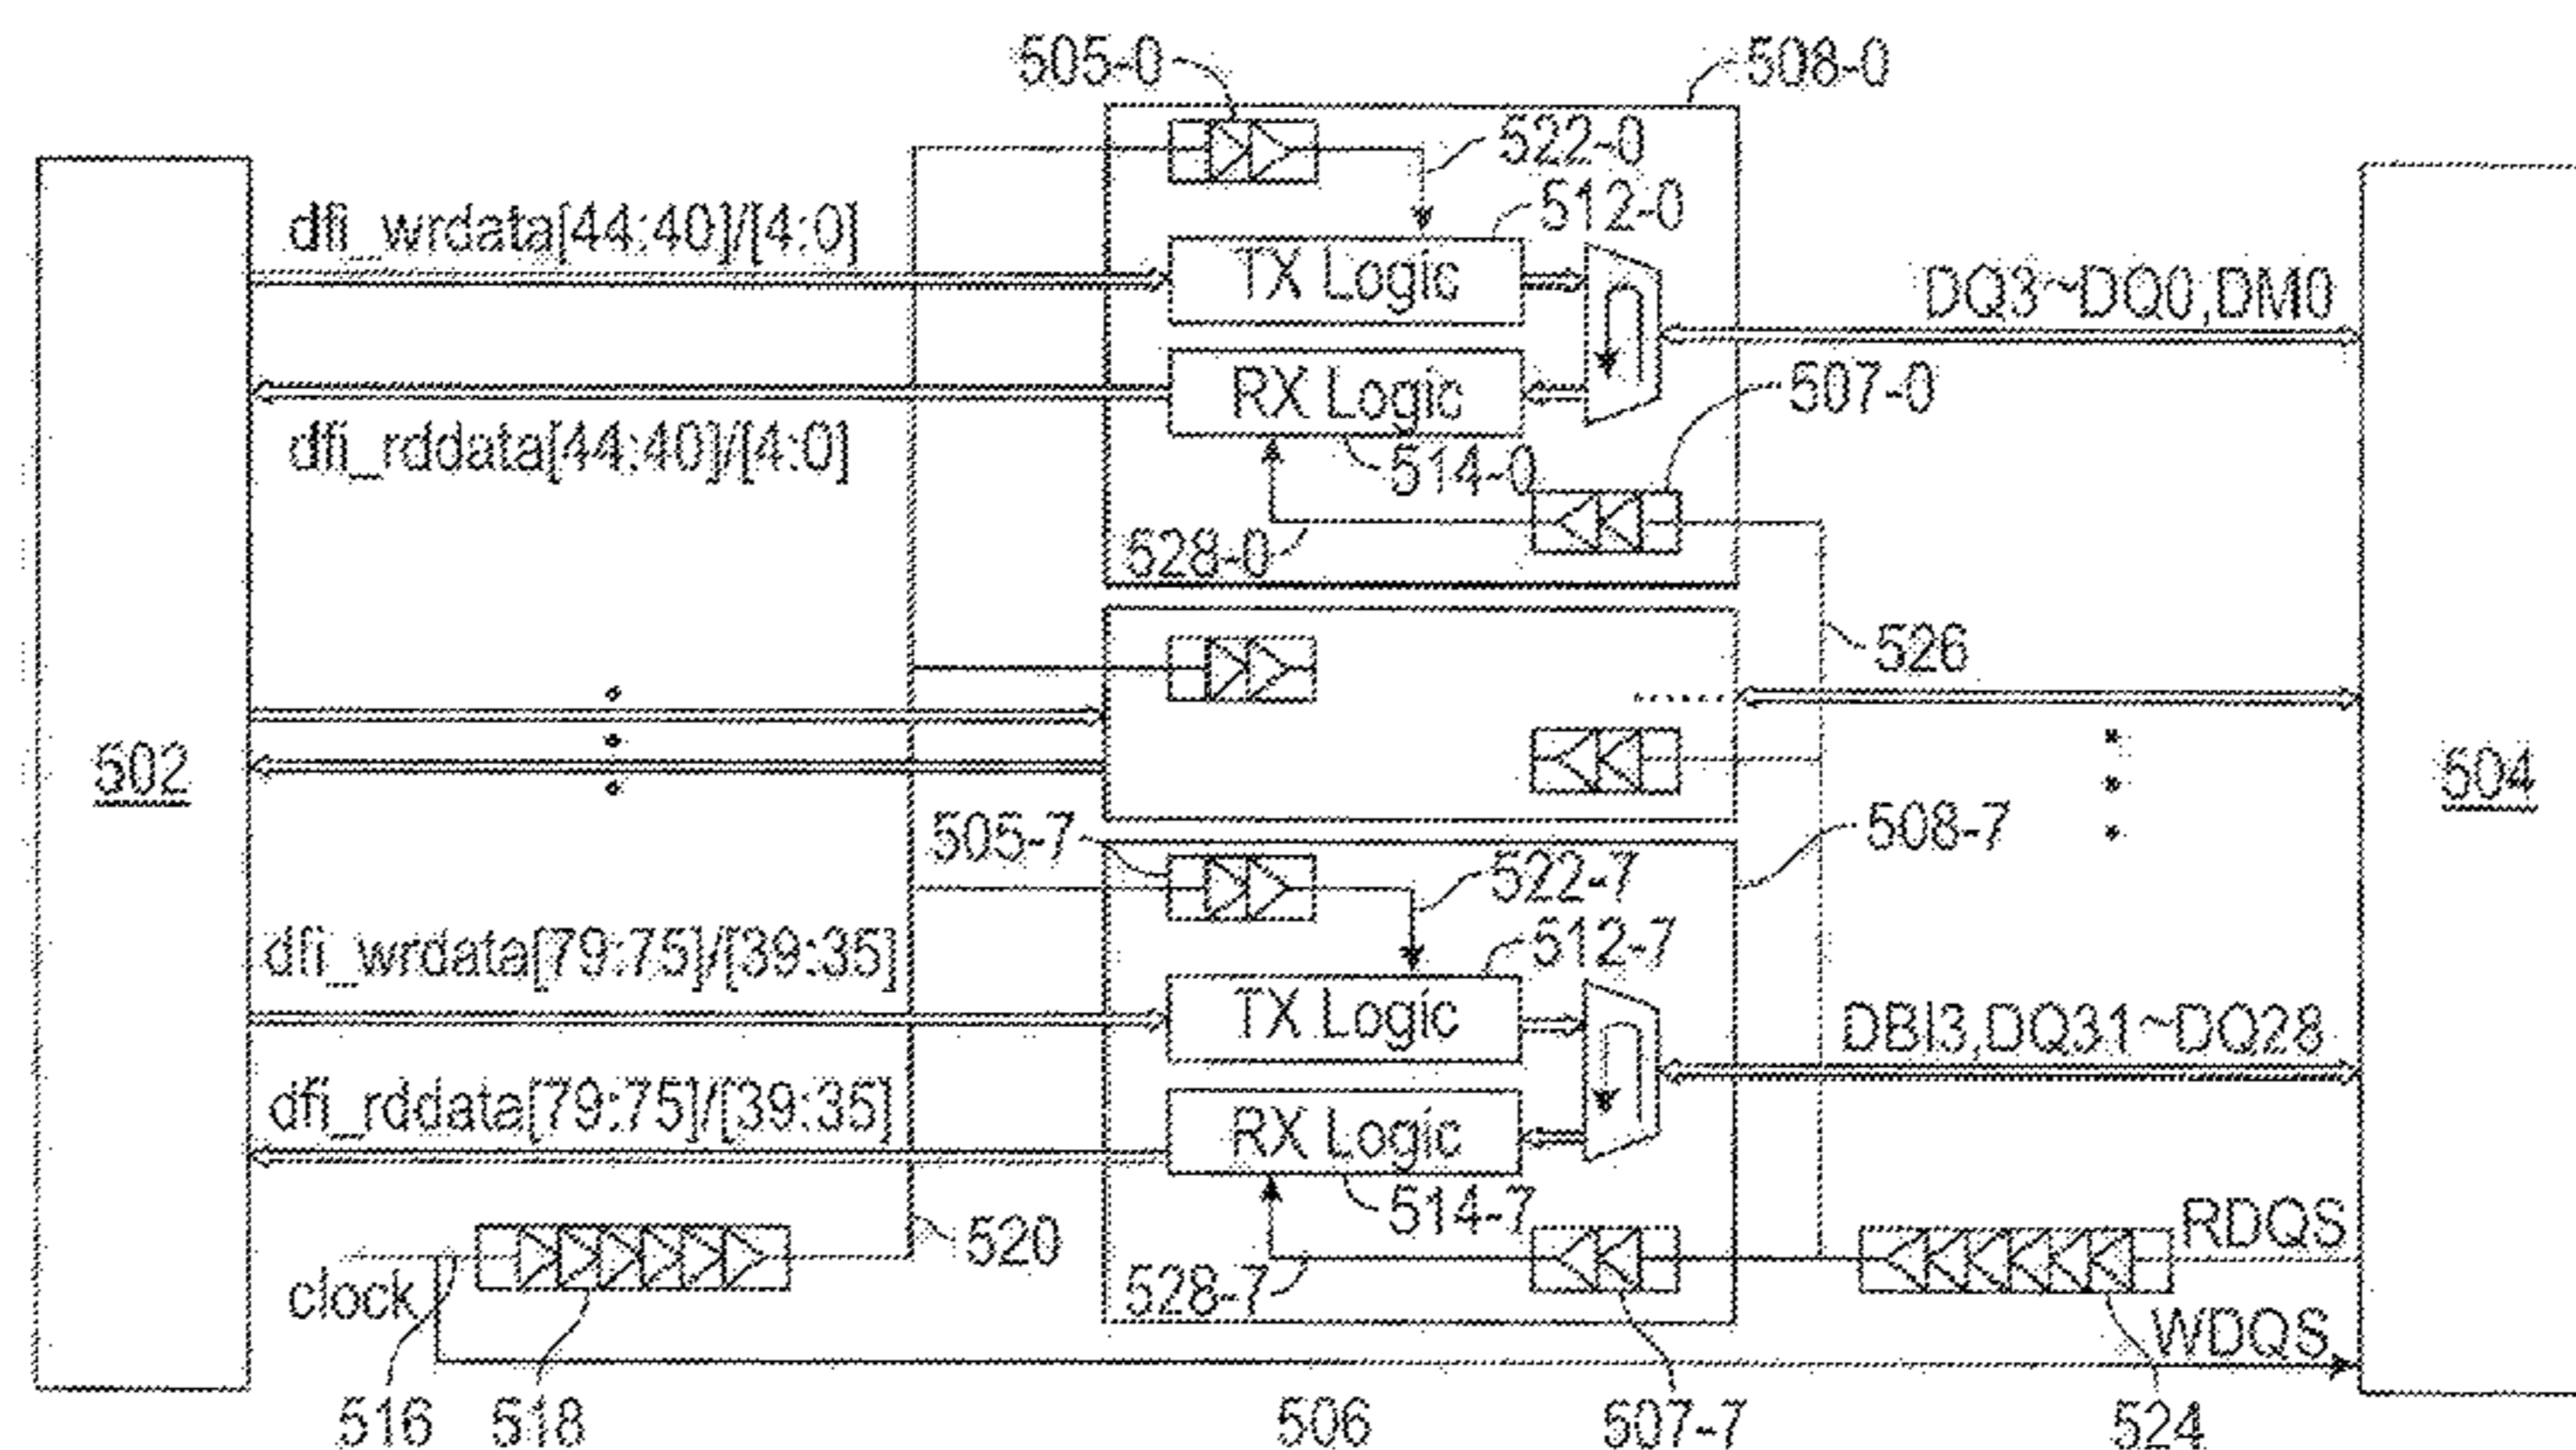 505-0
508-0
522-0
dfi_wrdata[44:40]/[4:0]
512-0
TX Logic
DQ3~DQ0,DM0
RX Logic
507-0
dfi_rddata[44:40]/[4:0]
514-0
528-0
526
502
504
505-7
508-7
522-7
dfi_wrdata[79:75]/[39:35]
512-7
TX Logic
DBI3,DQ31~DQ28
dfi_rddata[79:75]/[39:35]
RX Logic
514-7
RDQS
520
clock
528-7
WDQS
516
518
506
507-7
524